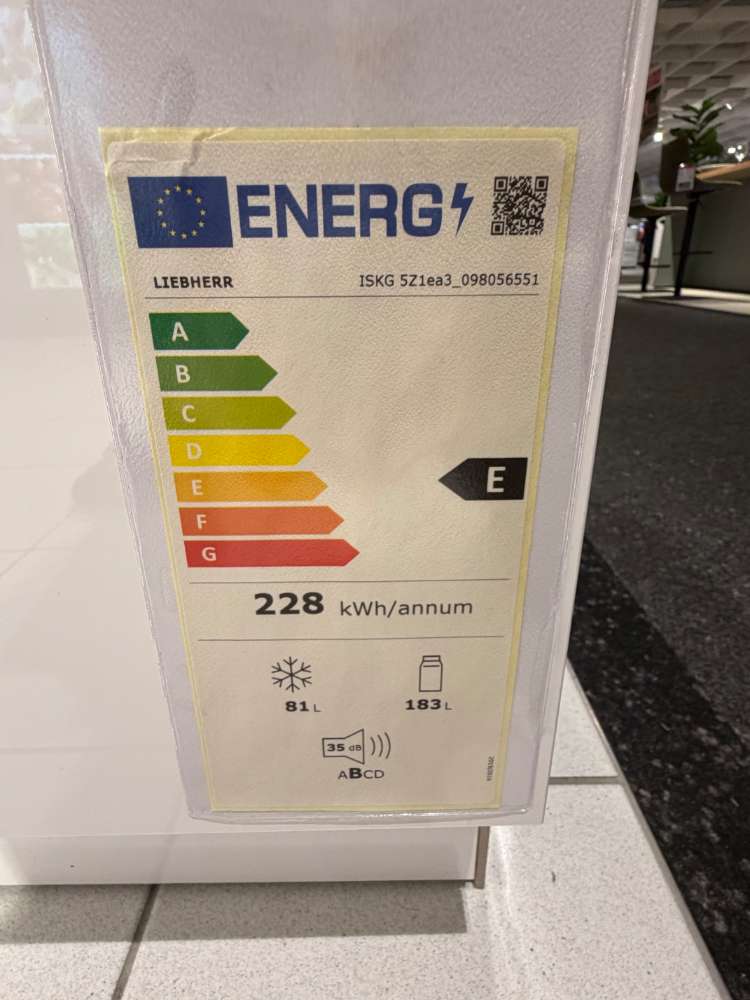 ENERG
LIEBHERR ISKG 5Z1ea3_098056551
A
B
C
D
E
E
F
G
228 kWh/annum
81 L 183 L
35 dB
ABCD